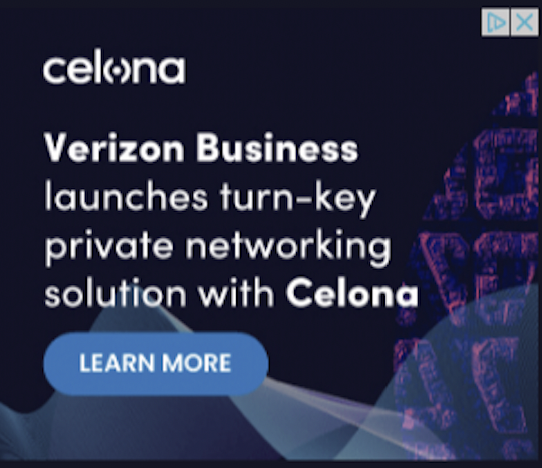 celona
Verizon Business
launches turn-key
private networking
solution with Celona
LEARN MORE